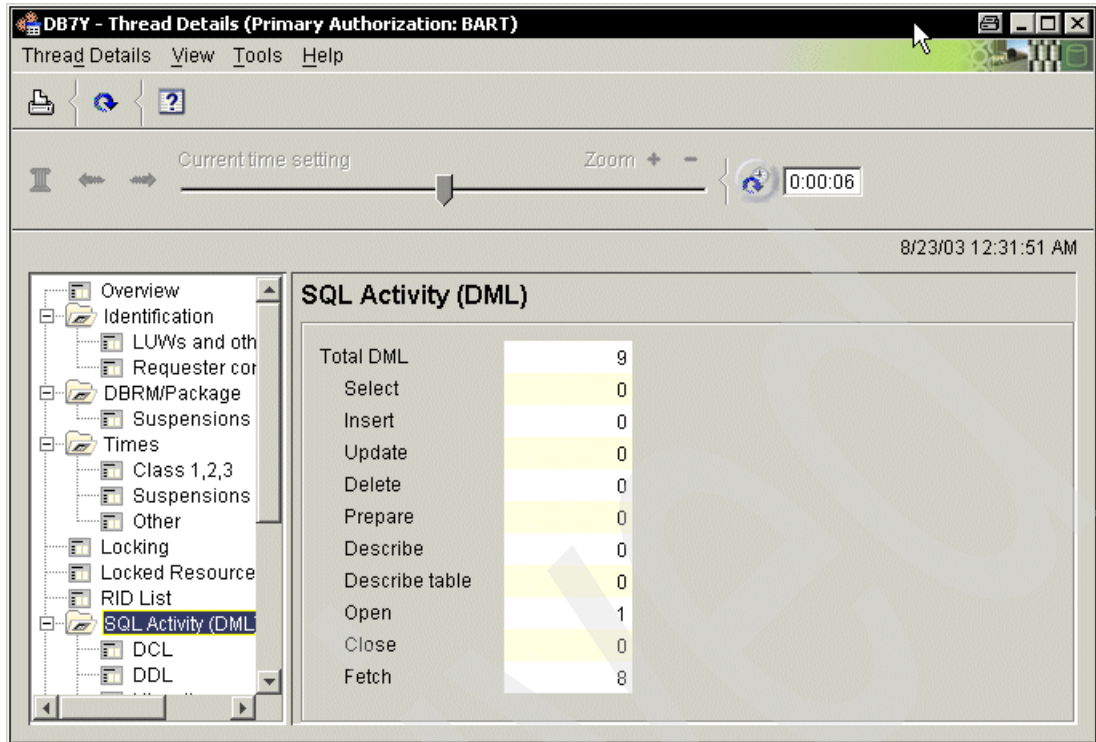 DB7Y - Thread Details (Primary Authorization: BART)
Thread Details View Tools Help
Current time setting
Zoom + -
0:00:06
8/23/03 12:31:51 AM
Overview
Identification
LUWs and oth
Requester cor
DBRM/Package
Suspensions
Times
Class 1,2,3
Suspensions
Other
Locking
Locked Resource
RID List
SQL Activity (DML)
DCL
DDL
SQL Activity (DML)
Total DML 9
Select 0
Insert 0
Update 0
Delete 0
Prepare 0
Describe 0
Describe table 0
Open 1
Close 0
Fetch 8